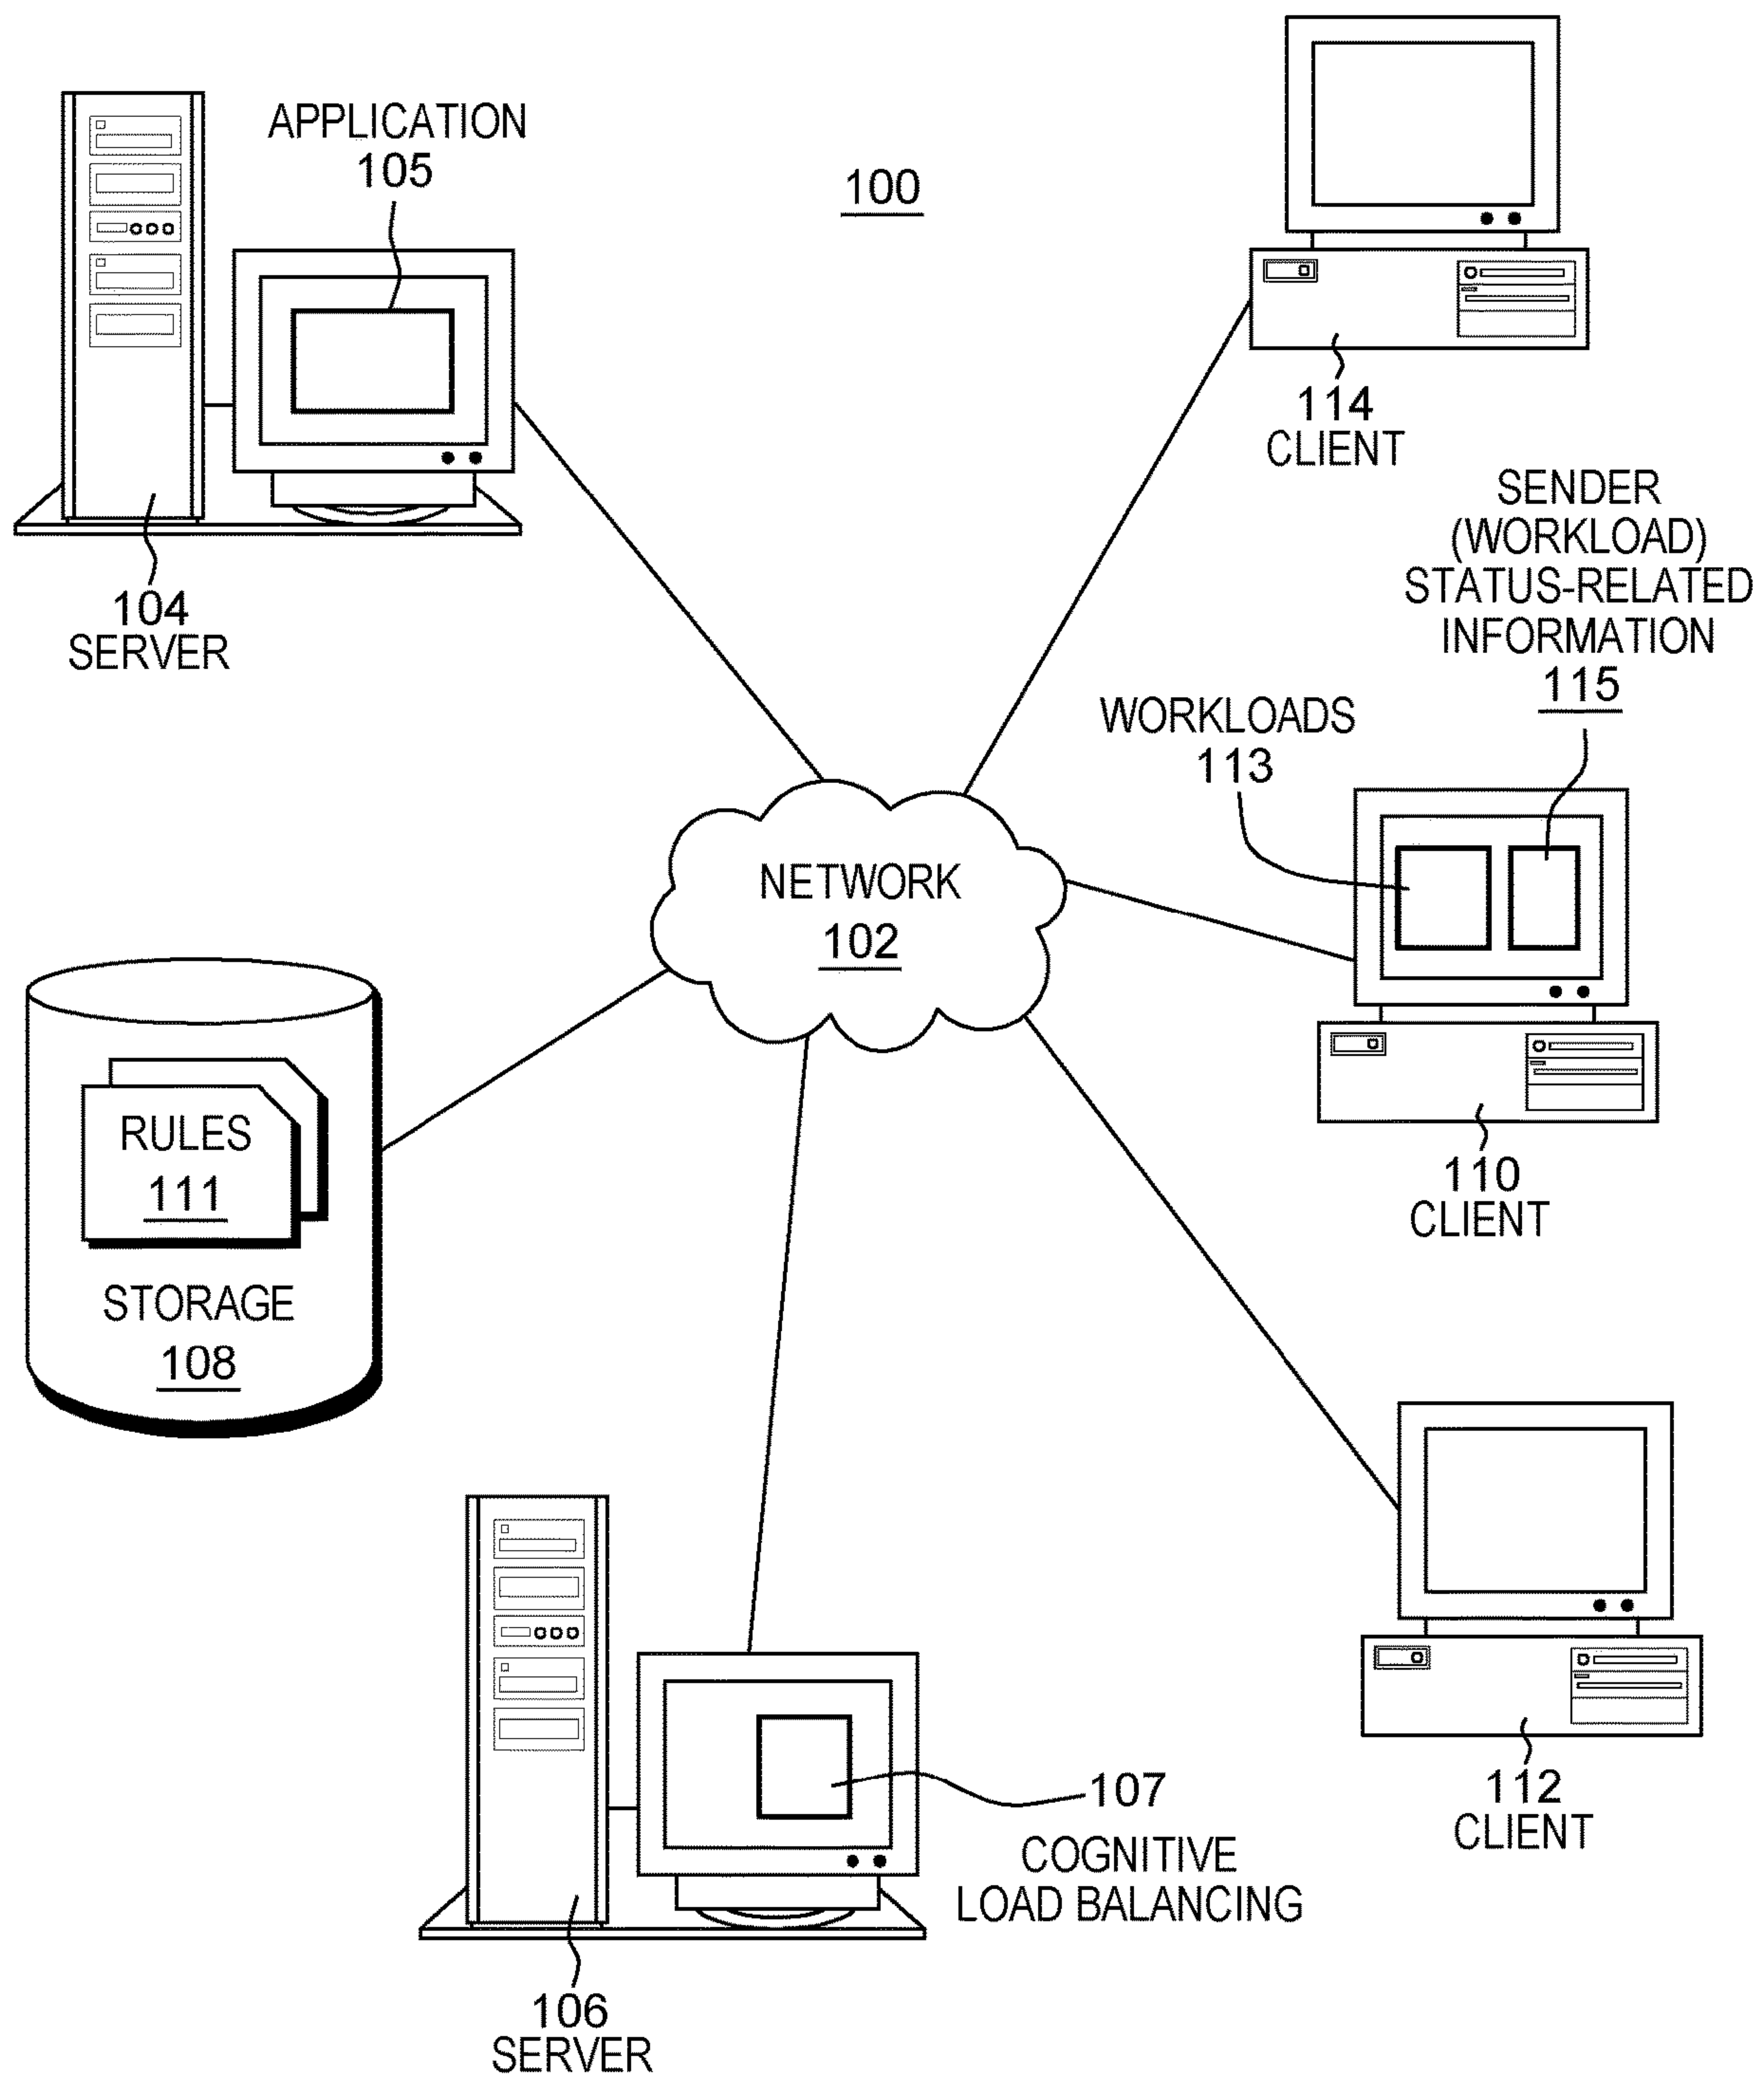 APPLICATION
105
100
104
SERVER
114
CLIENT
SENDER
(WORKLOAD)
STATUS-RELATED
INFORMATION
115
WORKLOADS
113
NETWORK
102
110
CLIENT
RULES
111
STORAGE
108
107
COGNITIVE
LOAD BALANCING
112
CLIENT
106
SERVER